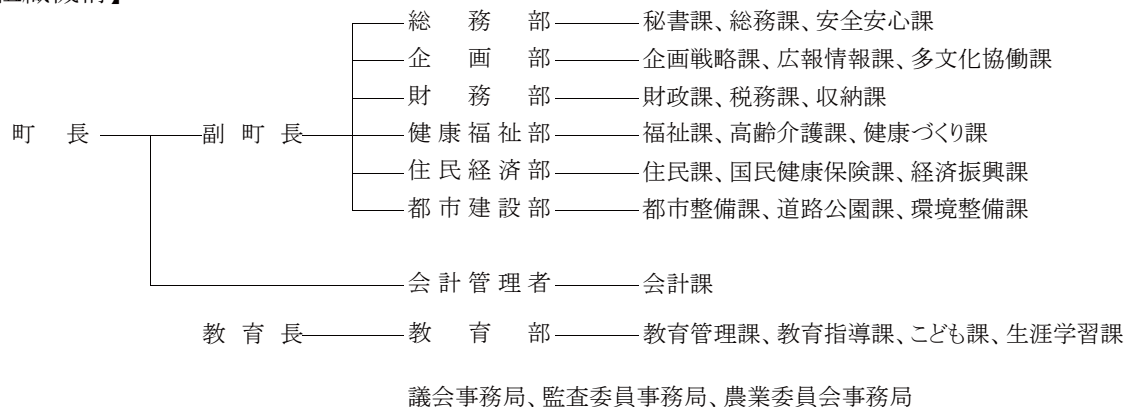 総務部 秘書課、総務課、安全安心課
企画部 企画戦略課、広報情報課、多文化協働課
財務部 財政課、税務課、収納課
町長 副町長 健康福祉部 福祉課、高齢介護課、健康づくり課
住民経済部 住民課、国民健康保険課、経済振興課
都市建設部 都市整備課、道路公園課、環境整備課
会計管理者 会計課
教育長 教育部 教育管理課、教育指導課、こども課、生涯学習課
議会事務局、監査委員事務局、農業委員会事務局